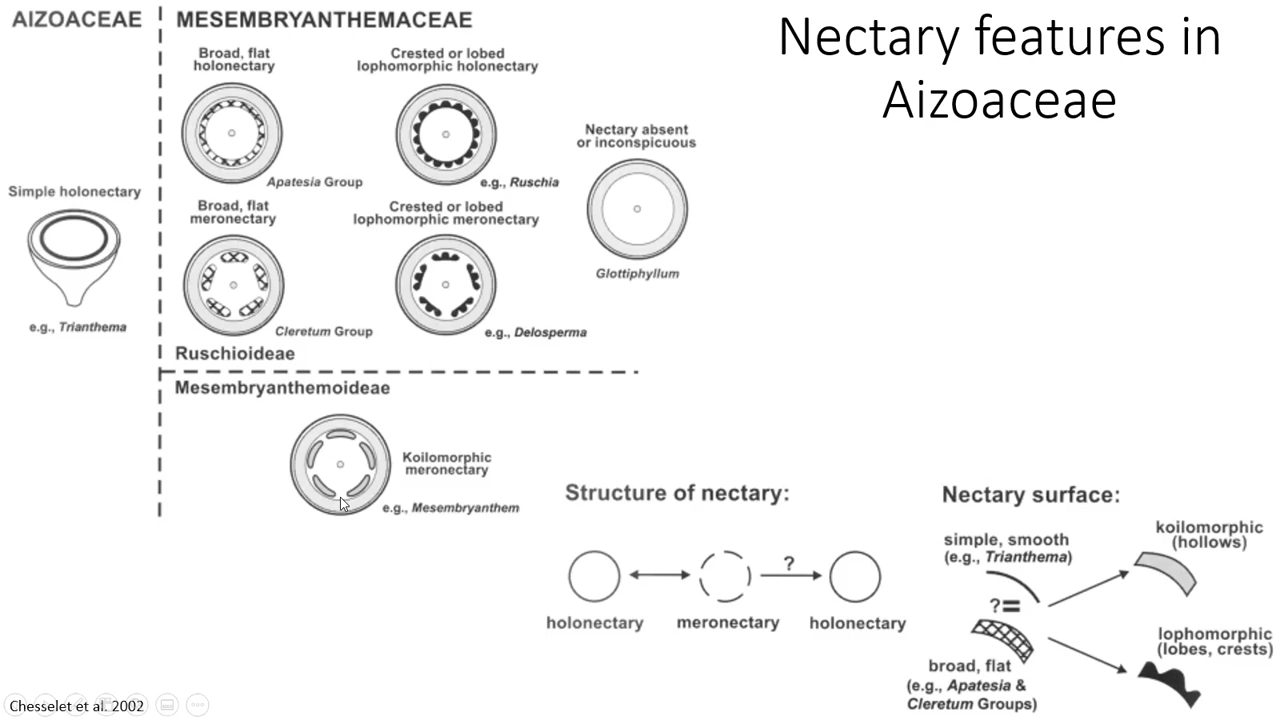 Nectary features in
Aizoaceae
AIZOACEAE
MESEMBRYANTHEMACEAE
Simple holonectary
e.g., Trianthema
Broad, flat
holonectary
Apatesia Group
Crested or lobed
lophomorphic holonectary
e.g., Ruschia
Nectary absent
or inconspicuous
Glottiphyllum
Broad, flat
meronectary
Cleretum Group
Crested or lobed
lophomorphic meronectary
e.g., Delosperma
Ruschioideae
Mesembryanthemoideae
Koilomorphic
meronectary
e.g., Mesembryanthem
Structure of nectary:
?
holonectary
meronectary
holonectary
Nectary surface:
simple, smooth
(e.g., Trianthema)
?=
broad, flat
(e.g., Apatesia &
Cleretum Groups)
koilomorphic
(hollows)
lophomorphic
(lobes, crests)
Chesselet et al. 2002